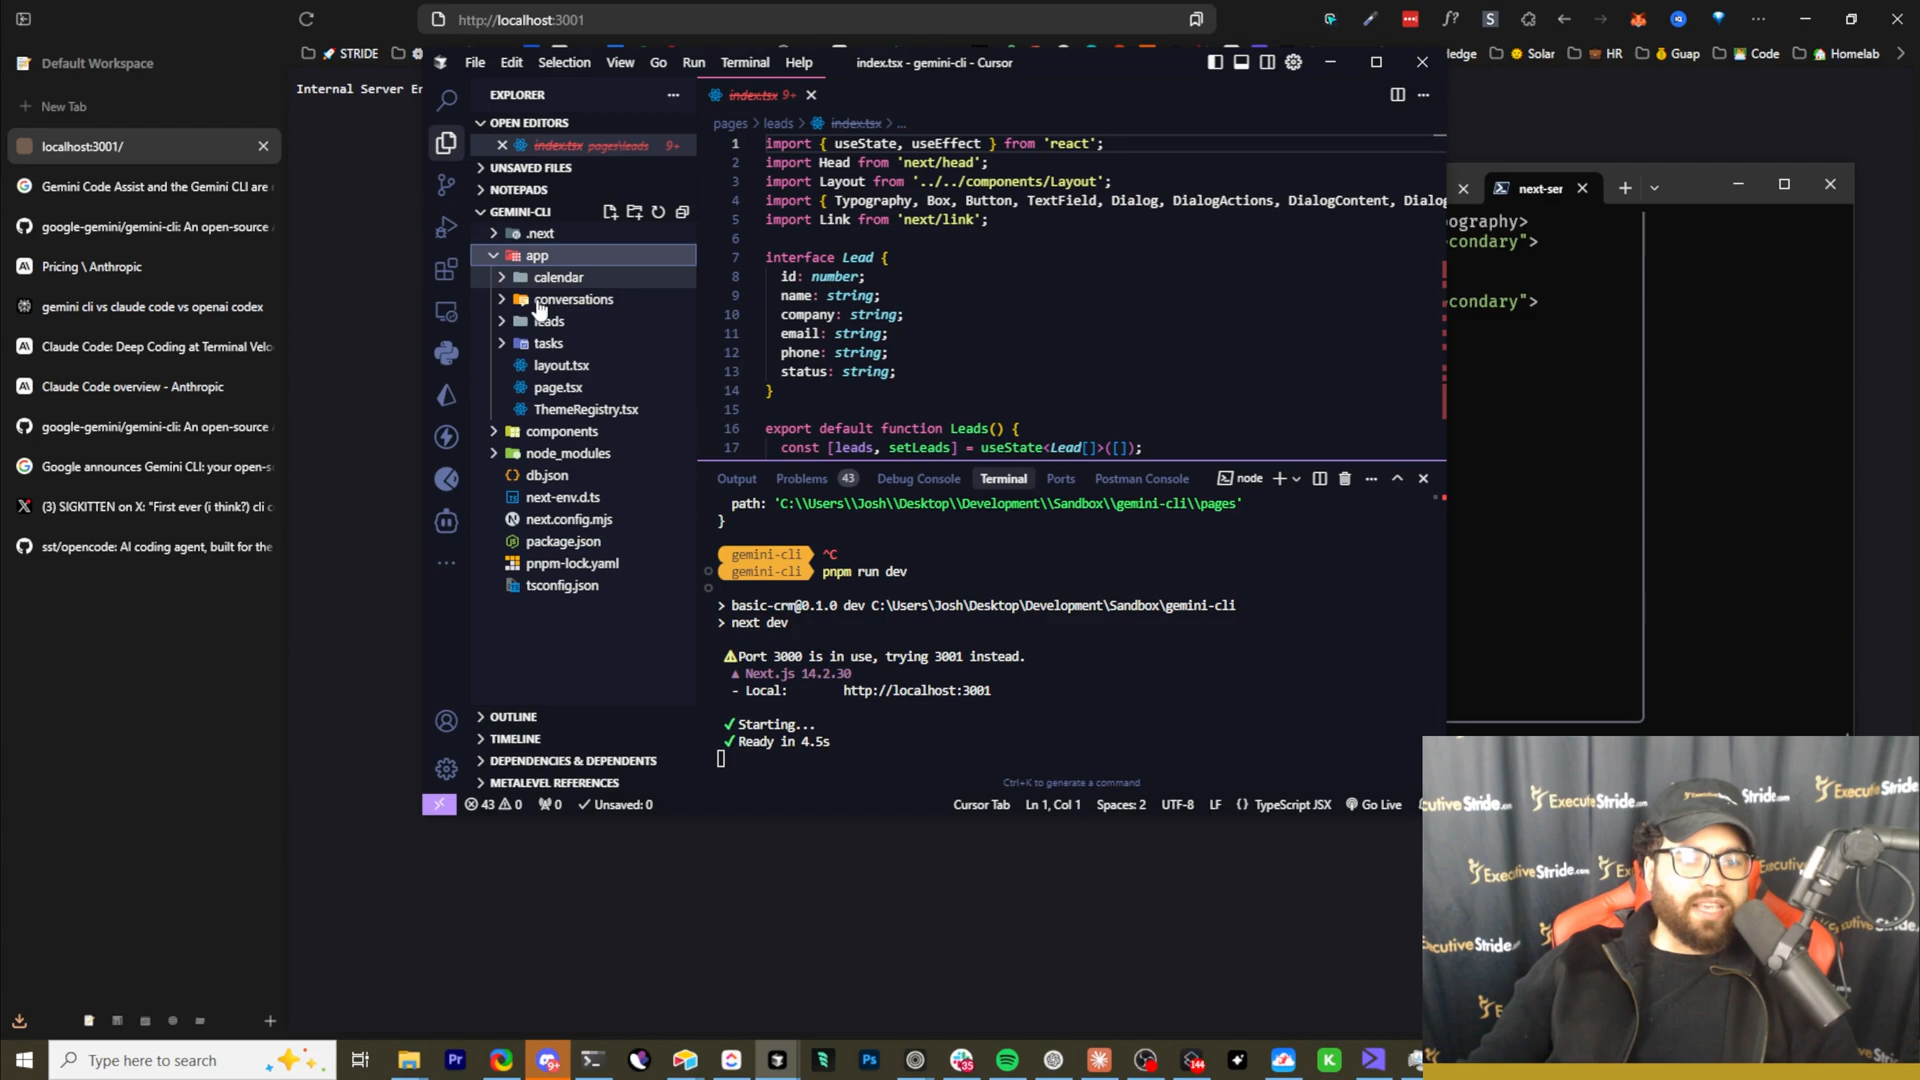 http://localhost:3001
Default Workspace
STRIDE
ledge
Solar
HR
Guap
Code
Homelab
New Tab
Internal Server Er
localhost:3001/
Gemini Code Assist and the Gemini CLI are
google-gemini/gemini-cli: An open-source
Pricing \ Anthropic
gemini cli vs claude code vs openai codex
Claude Code: Deep Coding at Terminal Velo
Claude Code overview - Anthropic
google-gemini/gemini-cli: An open-source
Google announces Gemini CLI: your open-s
(3) SIGKITTEN on X: "First ever (i think?) cli c
sst/opencode: AI coding agent, built for the
File Edit Selection View Go Run Terminal Help
index.tsx - gemini-cli - Cursor
EXPLORER
OPEN EDITORS
index.tsx pages\leads 9+
UNSAVED FILES
NOTEPADS
GEMINI-CLI
.next
app
calendar
conversations
leads
tasks
layout.tsx
page.tsx
ThemeRegistry.tsx
components
node_modules
db.json
next-env.d.ts
next.config.mjs
package.json
pnpm-lock.yaml
tsconfig.json
OUTLINE
TIMELINE
DEPENDENCIES & DEPENDENTS
METALEVEL REFERENCES
index.tsx 9+
pages > leads > index.tsx > ...
1 import { useState, useEffect } from 'react';
2 import Head from 'next/head';
3 import Layout from '../../components/Layout';
4 import { Typography, Box, Button, TextField, Dialog, DialogActions, DialogContent, Dialog
5 import Link from 'next/link';
6
7 interface Lead {
8 id: number;
9 name: string;
10 company: string;
11 email: string;
12 phone: string;
13 status: string;
14 }
15
16 export default function Leads() {
17 const [leads, setLeads] = useState<Lead[]>([]);
Output Problems 43 Debug Console Terminal Ports Postman Console
node
path: 'C:\\Users\\Josh\\Desktop\\Development\\Sandbox\\gemini-cli\\pages'
}
gemini-cli ^C
gemini-cli pnpm run dev
> basic-crm@0.1.0 dev C:\Users\Josh\Desktop\Development\Sandbox\gemini-cli
> next dev
Port 3000 is in use, trying 3001 instead.
▲ Next.js 14.2.30
- Local: http://localhost:3001
✓ Starting...
✓ Ready in 4.5s
Ctrl+K to generate a command
43 0 0 Unsaved: 0
Cursor Tab Ln 1, Col 1 Spaces: 2 UTF-8 LF {} TypeScript JSX Go Live
next-ser
ography>
condary">
condary">
ExecutiveStride.com
Type here to search